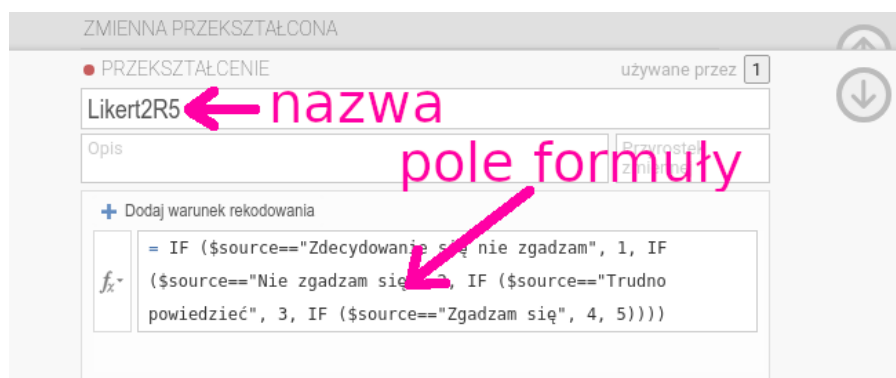 ZMIENNA PRZEKSZTAŁCONA
PRZEKSZTAŁCENIE
używane przez 1
Likert2R5
nazwa
Opis
Przyrostek
zmiennej
pole formuły
Dodaj warunek rekodowania
= IF ($source=="Zdecydowanie się nie zgadzam", 1, IF
($source=="Nie zgadzam się", 2, IF ($source=="Trudno
powiedzieć", 3, IF ($source=="Zgadzam się", 4, 5))))
fx